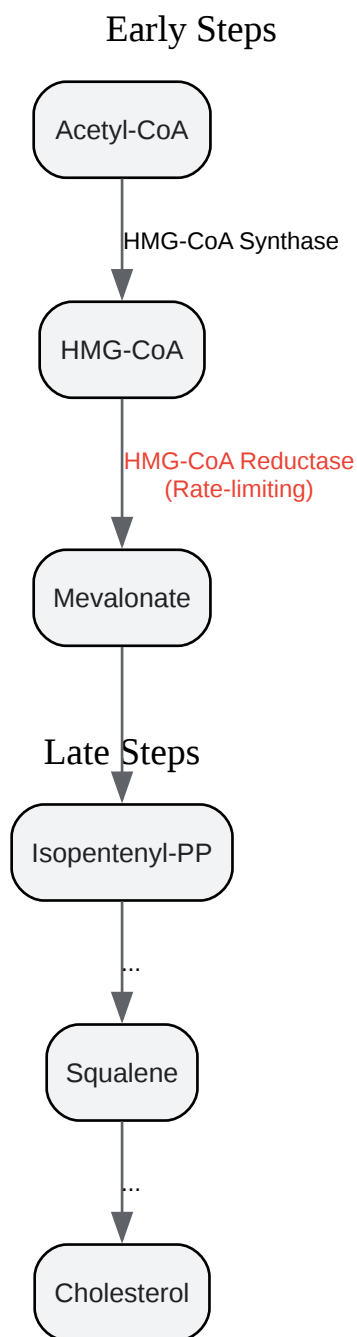 Early Steps
Acetyl-CoA
HMG-CoA Synthase
HMG-CoA
HMG-CoA Reductase
(Rate-limiting)
Mevalonate
Late Steps
Isopentenyl-PP
...
Squalene
...
Cholesterol